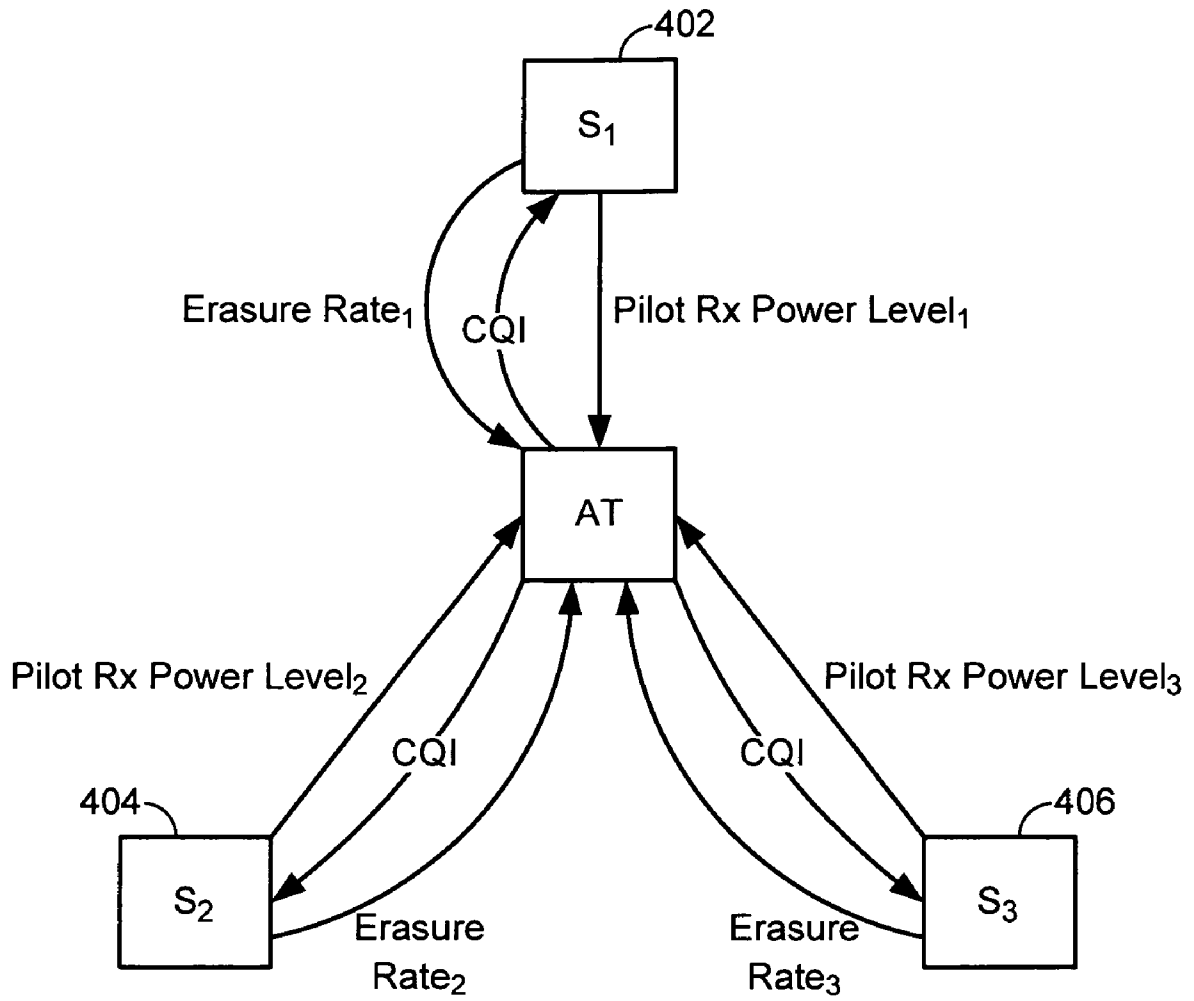 402
S₁
Erasure Rate₁
CQI
Pilot Rx Power Level₁
AT
Pilot Rx Power Level₂
Pilot Rx Power Level₃
CQI
CQI
404
406
S₂
S₃
Erasure
Rate₂
Erasure
Rate₃